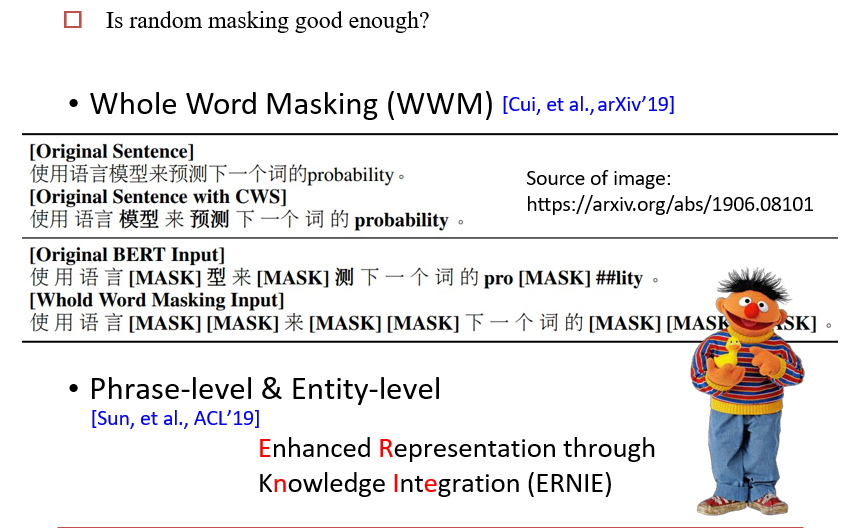 Is random masking good enough?
• Whole Word Masking (WWM) [Cui, et al., arXiv’19]
[Original Sentence]
使用语言模型来预测下一个词的probability。
[Original Sentence with CWS]
使用 语言 模型 来 预测 下 一个 词 的 probability 。
Source of image:
https://arxiv.org/abs/1906.08101
[Original BERT Input]
使 用 语 言 [MASK] 型 来 [MASK] 测 下 一 个 词 的 pro [MASK] ##lity 。
[Whold Word Masking Input]
使 用 语 言 [MASK] [MASK] 来 [MASK] [MASK] 下 一 个 词 的 [MASK] [MASK] [MASK] 。
• Phrase-level & Entity-level
[Sun, et al., ACL’19]
Enhanced Representation through
Knowledge Integration (ERNIE)